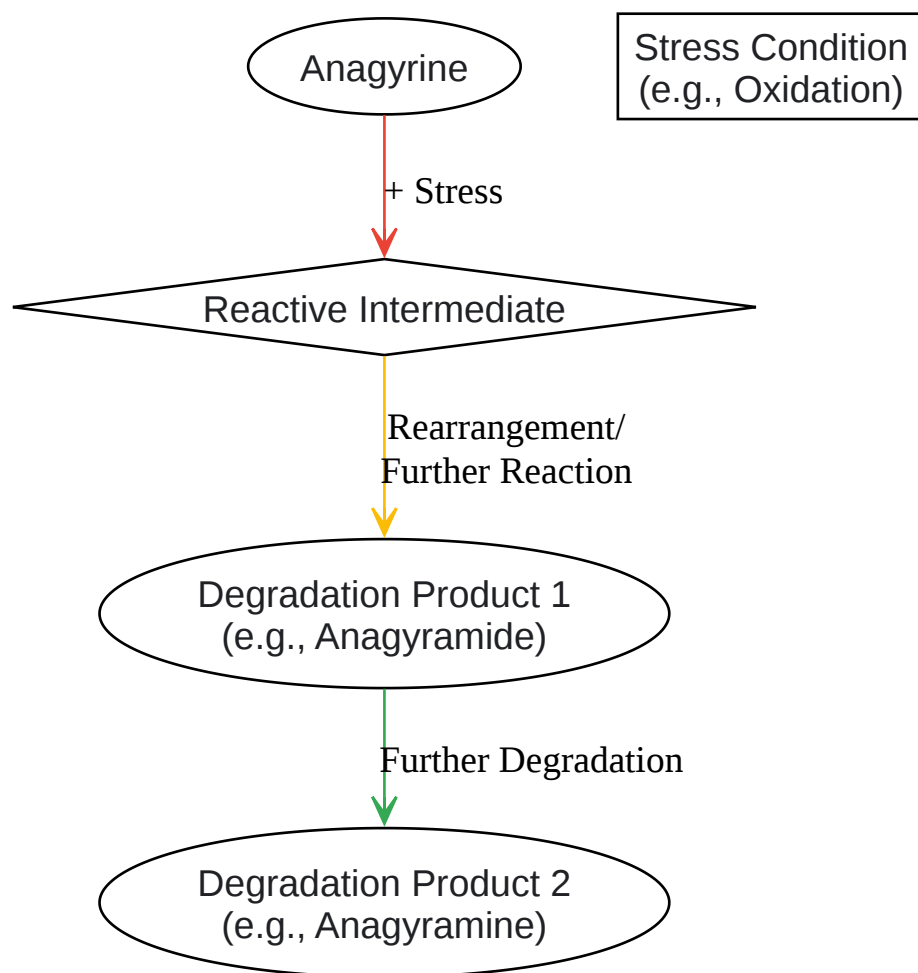 Anagyrine
Stress Condition
(e.g., Oxidation)
+ Stress
Reactive Intermediate
Rearrangement/
Further Reaction
Degradation Product 1
(e.g., Anagyramide)
Further Degradation
Degradation Product 2
(e.g., Anagyramine)